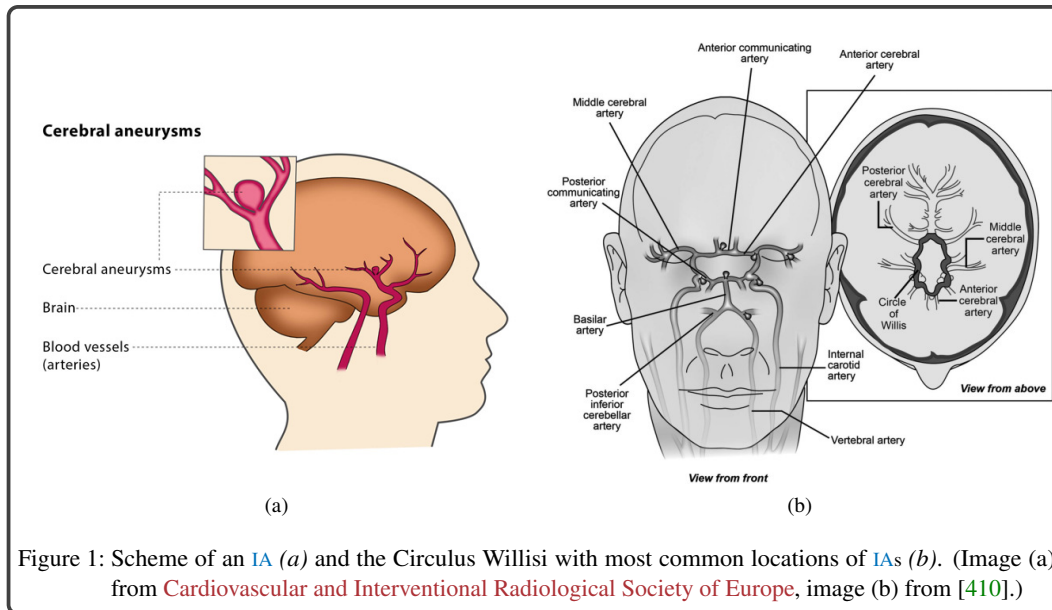 Cerebral aneurysms
Cerebral aneurysms
Brain
Blood vessels
(arteries)
(a)
Anterior communicating
artery
Anterior cerebral
artery
Middle cerebral
artery
Posterior
communicating
artery
Basilar
artery
Posterior
inferior
cerebellar
artery
Internal
carotid
artery
Vertebral artery
View from front
Posterior
cerebral
artery
Middle
cerebral
artery
Anterior
cerebral
artery
Circle
of
Willis
View from above
(b)
Figure 1: Scheme of an IA (a) and the Circulus Willisi with most common locations of IAs (b). (Image (a)
from Cardiovascular and Interventional Radiological Society of Europe, image (b) from [410].)